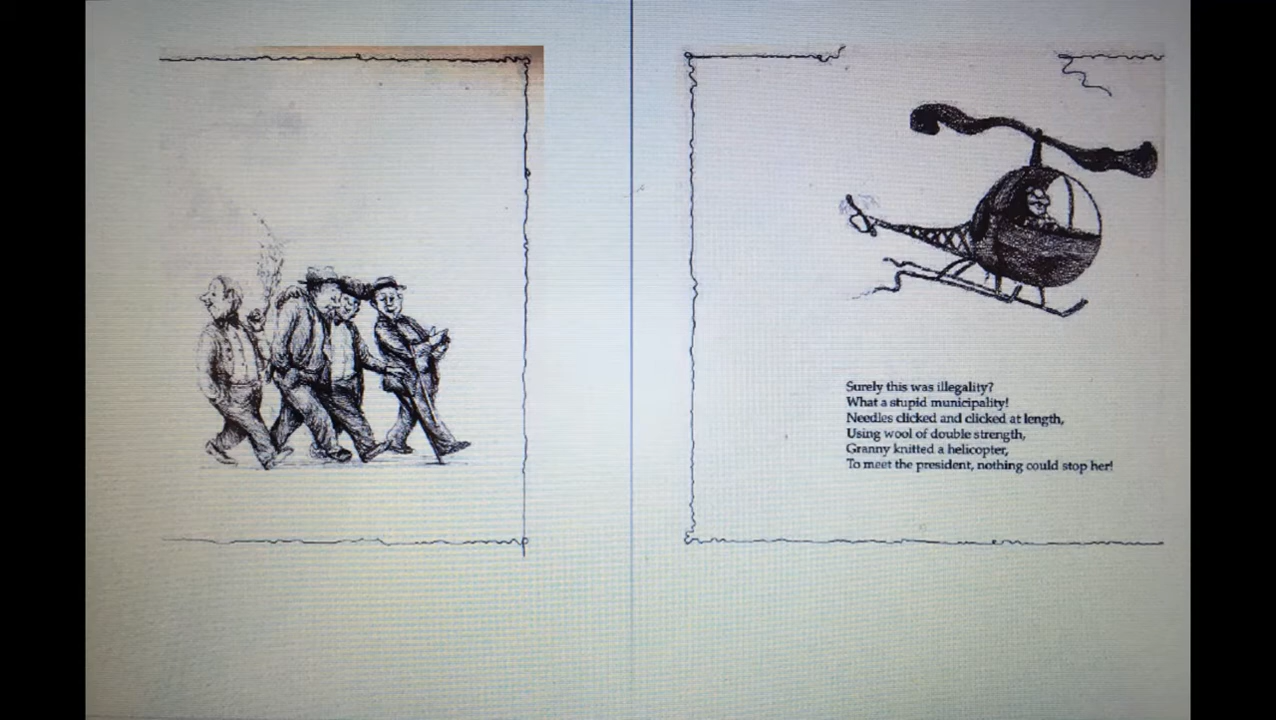 Surely this was illegality?
What a stupid municipality!
Needles clicked and clicked at length,
Using wool of double strength,
Granny knitted a helicopter,
To meet the president, nothing could stop her!